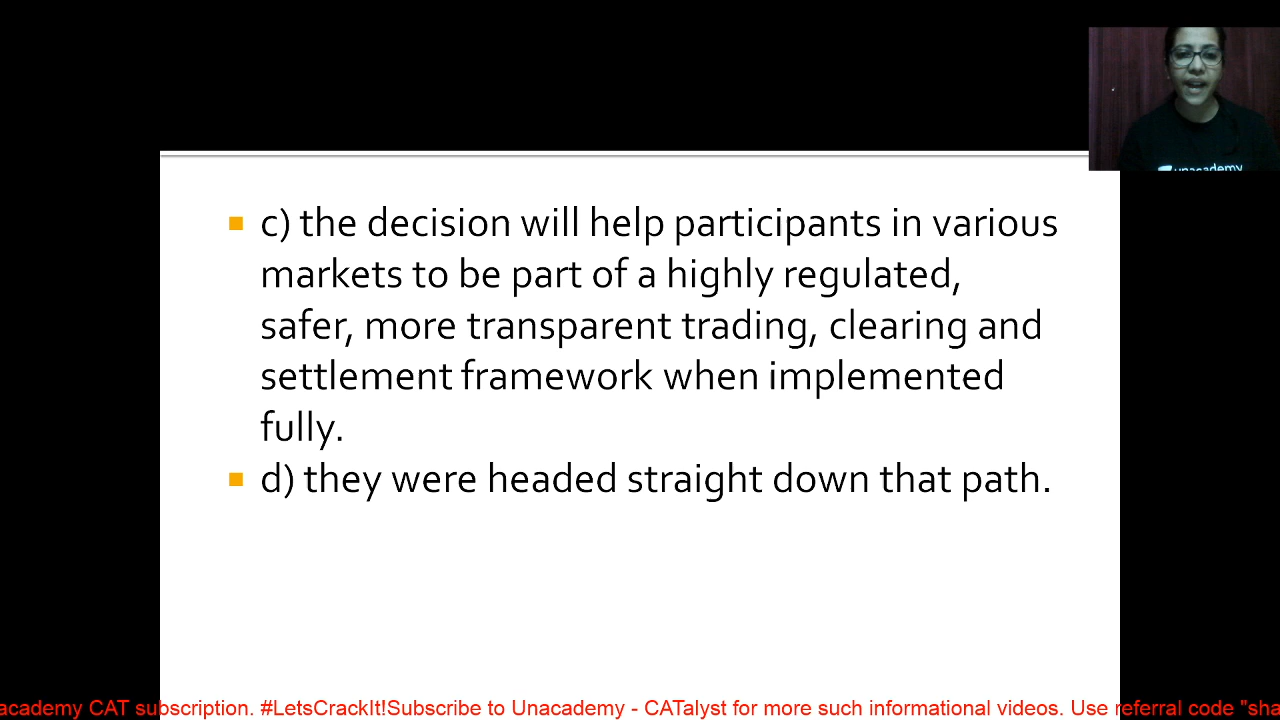 unacademy
c) the decision will help participants in various
markets to be part of a highly regulated,
safer, more transparent trading, clearing and
settlement framework when implemented
fully.
d) they were headed straight down that path.
academy CAT subscription. #LetsCrackIt!Subscribe to Unacademy - CATalyst for more such informational videos. Use referral code "sha